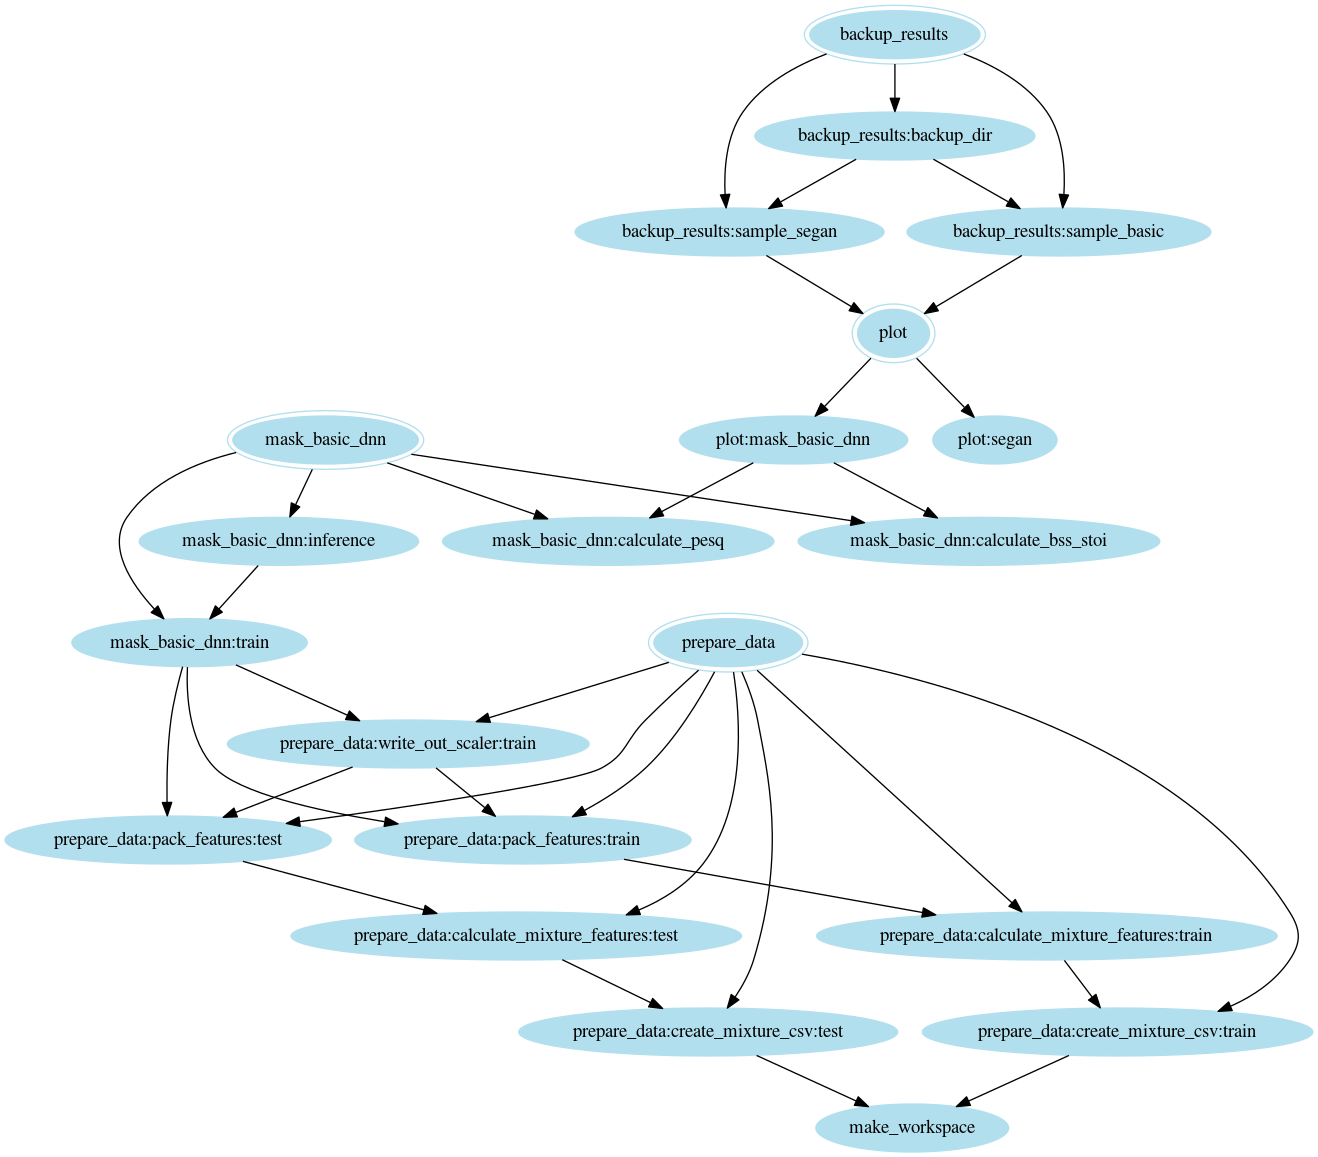 backup_results
backup_results:backup_dir
backup_results:sample_segan
backup_results:sample_basic
plot
mask_basic_dnn
plot:mask_basic_dnn
plot:segan
mask_basic_dnn:inference
mask_basic_dnn:calculate_pesq
mask_basic_dnn:calculate_bss_stoi
mask_basic_dnn:train
prepare_data
prepare_data:write_out_scaler:train
prepare_data:pack_features:test
prepare_data:pack_features:train
prepare_data:calculate_mixture_features:test
prepare_data:calculate_mixture_features:train
prepare_data:create_mixture_csv:test
prepare_data:create_mixture_csv:train
make_workspace